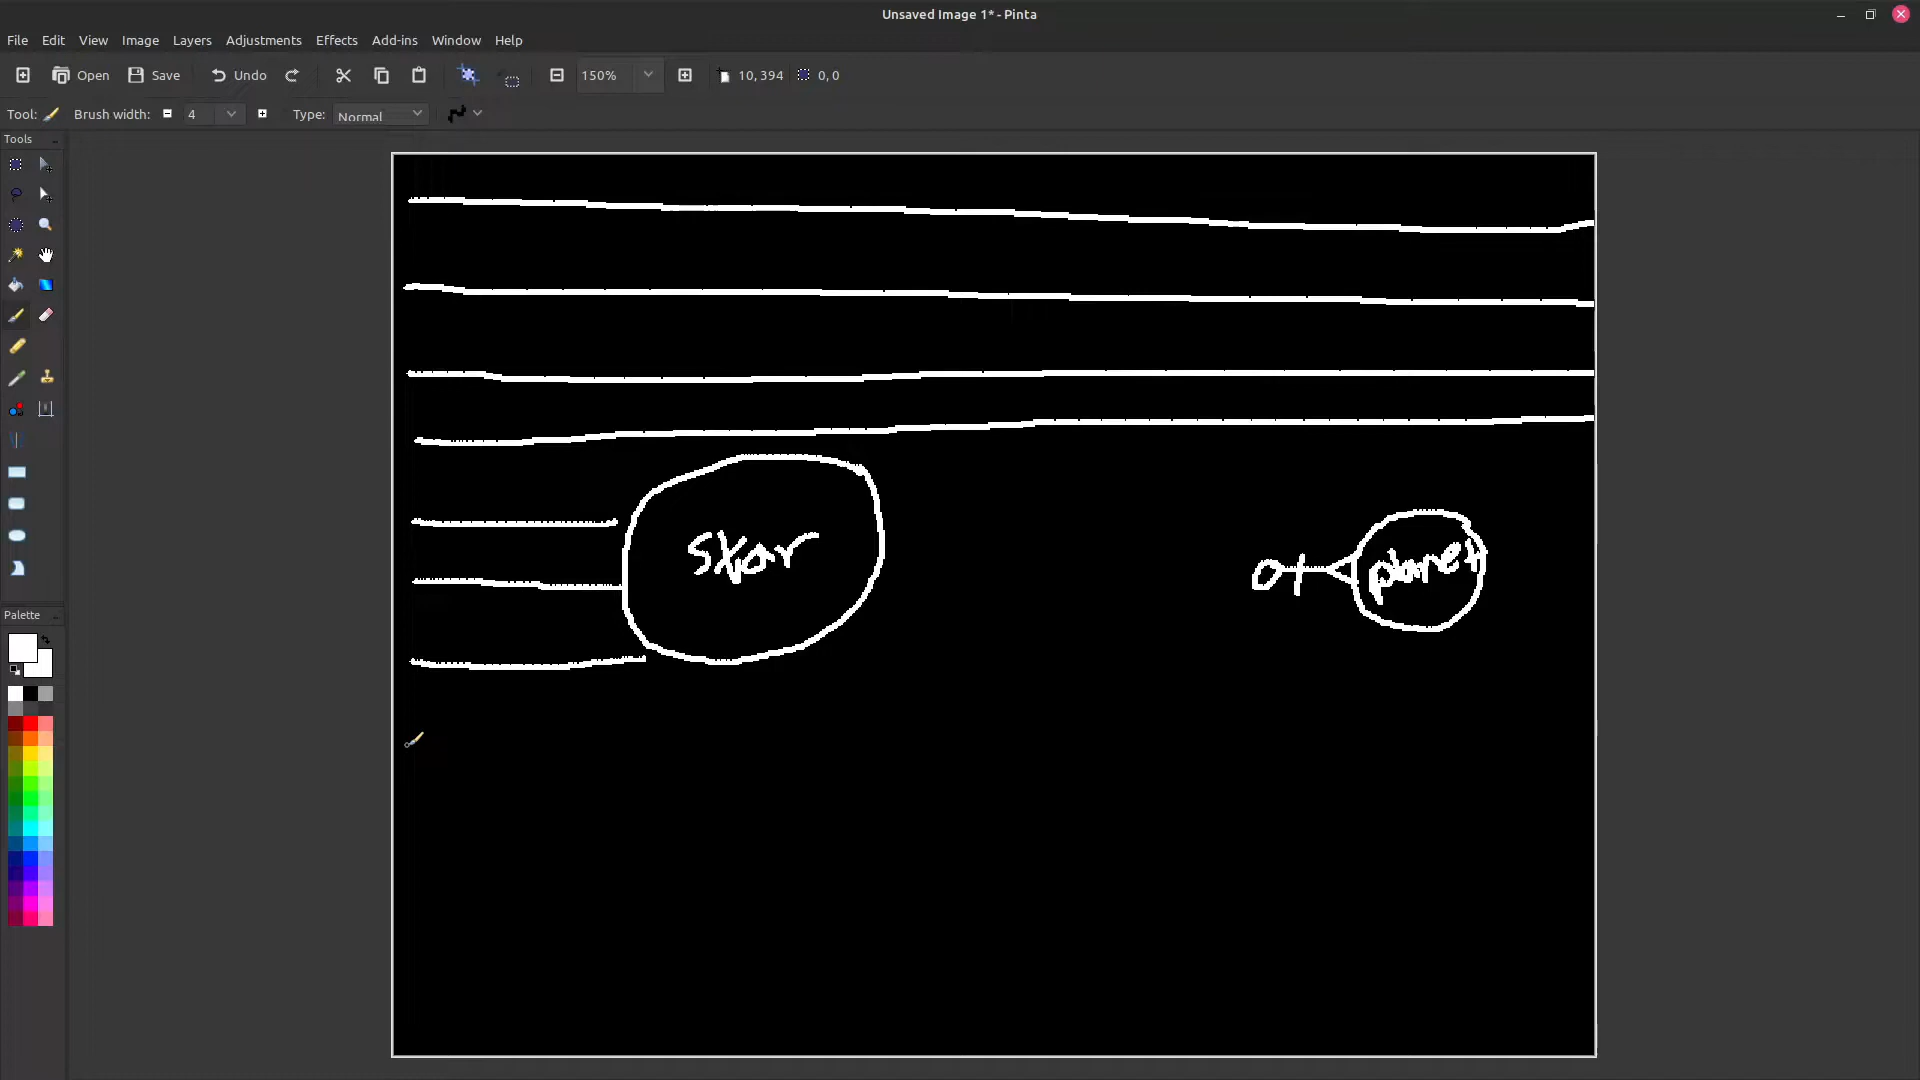 Unsaved Image 1* - Pinta
File Edit View Image Layers Adjustments Effects Add-ins Window Help
Open Save Undo 150% 10, 394 0, 0
Tool: Brush width: 4 Type: Normal
Tools
star
planet
Palette